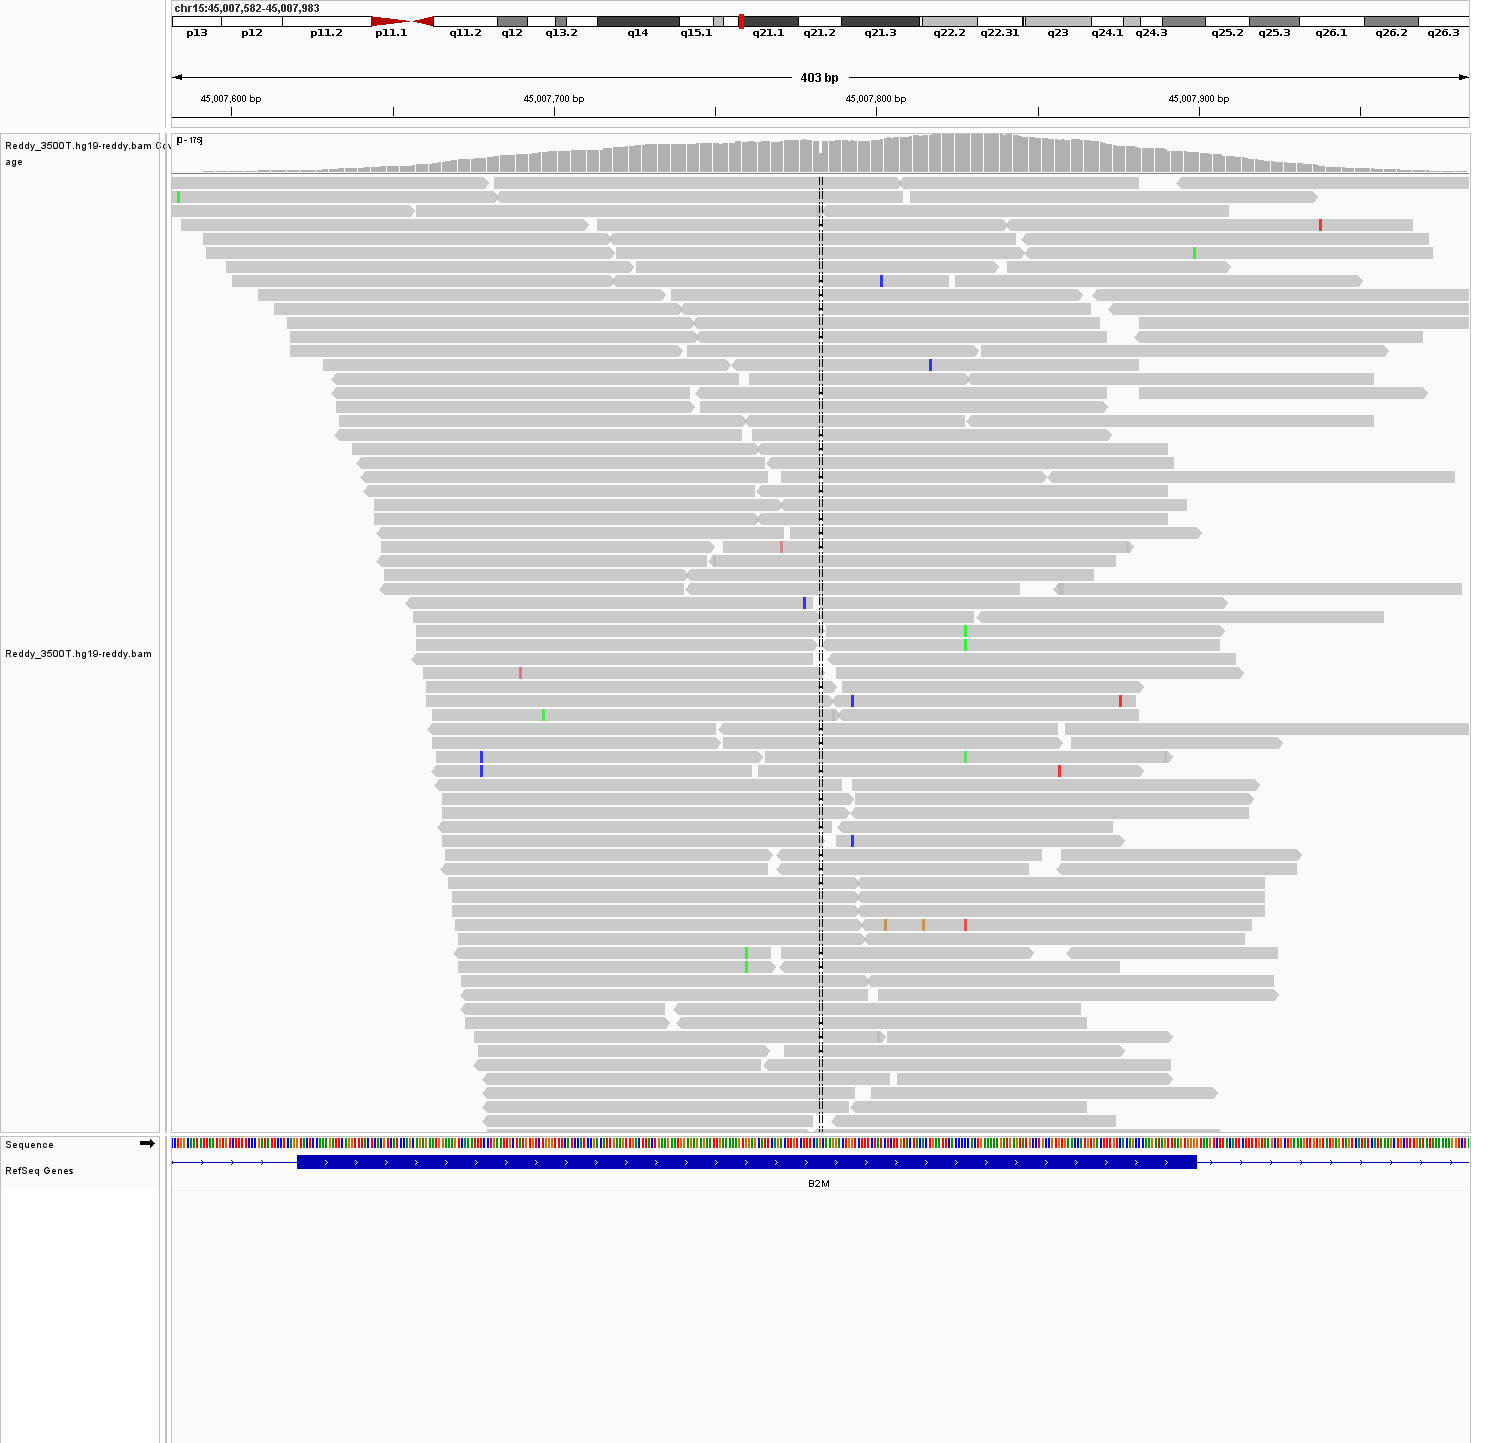 chr15:45,007,582-45,007,983
p13 p12 p11.2 p11.1 q11.2 q12 q13.2 q14 q15.1 q21.1 q21.2 q21.3 q22.2 q22.31 q23 q24.1 q24.3 q25.2 q25.3 q26.1 q26.2 q26.3
403 bp
45,007,600 bp 45,007,700 bp 45,007,800 bp 45,007,900 bp
Reddy_3500T.hg19-reddy.bam Cov
age
[0 - 175]
Reddy_3500T.hg19-reddy.bam
Sequence
RefSeq Genes
B2M